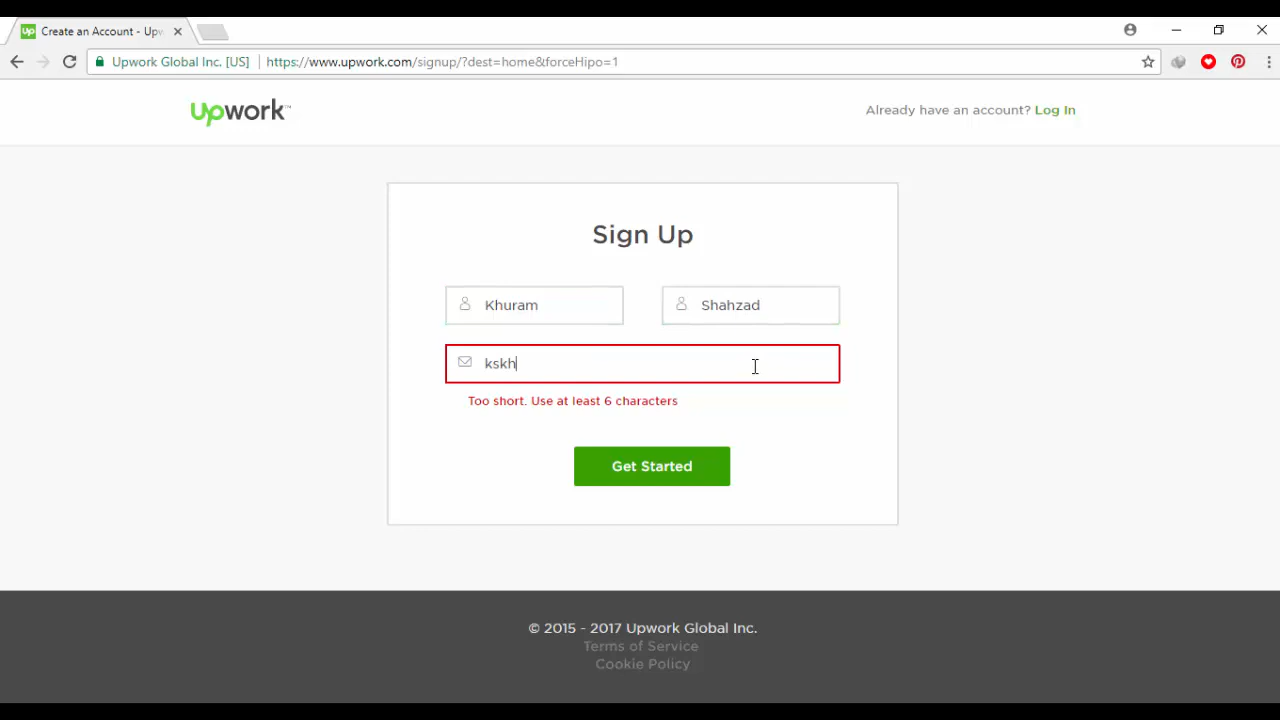 Create an Account - Upw
Upwork Global Inc. [US] https://www.upwork.com/signup/?dest=home&forceHipo=1
upwork™
Already have an account? Log In
Sign Up
Khuram Shahzad
kskh
Too short. Use at least 6 characters
Get Started
© 2015 - 2017 Upwork Global Inc.
Terms of Service
Cookie Policy